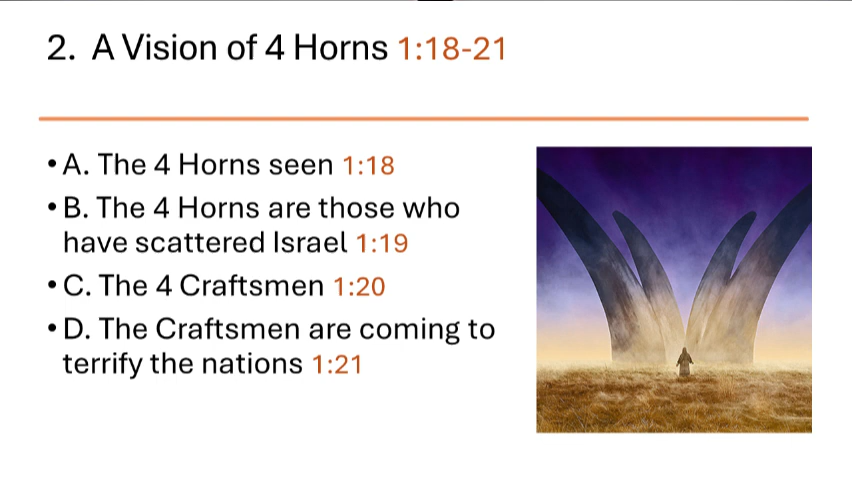 2. A Vision of 4 Horns 1:18-21
• A. The 4 Horns seen 1:18
• B. The 4 Horns are those who
have scattered Israel 1:19
• C. The 4 Craftsmen 1:20
• D. The Craftsmen are coming to
terrify the nations 1:21